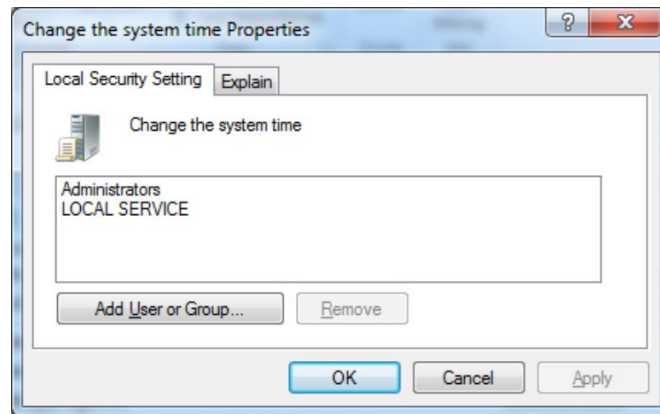 Change the system time Properties
Local Security Setting
Explain
Change the system time
Administrators
LOCAL SERVICE
Add User or Group...
Remove
OK
Cancel
Apply